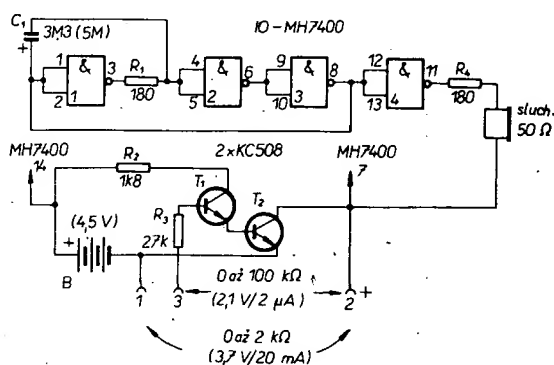 C1 3M3 (5M) IO-MH7400
+
1 & 3 R1 4 & 6 9 & 8 12 & 11 R4
2 1 180 5 2 10 3 13 4 180
sluch.
50 Ω
MH7400 R2 2xKC508 MH7400
14 1k8 T1 7
T2
(4,5 V) R3
+ 27k
B
0 až 100 kΩ
1 3 (2,1 V/2 µA) 2 +
0 až 2 kΩ
(3,7 V/20 mA)